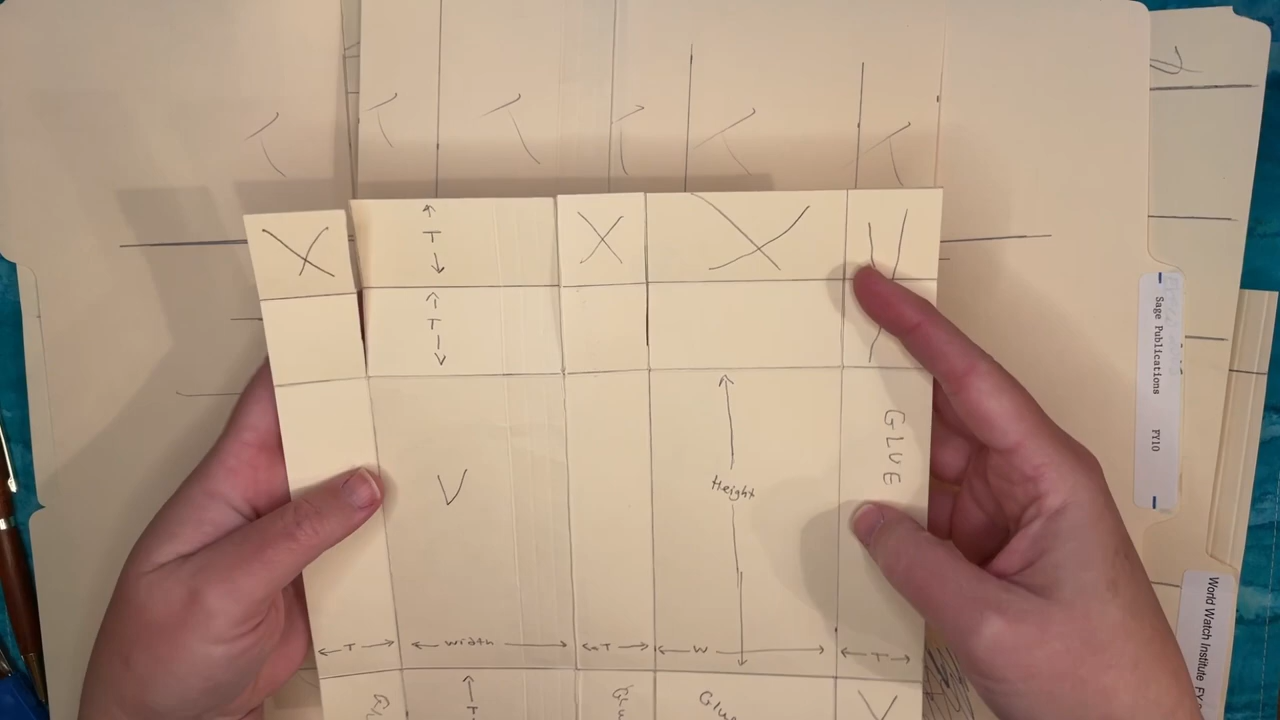 T T T T T T
X T X X
T
GLUE
V
Height
T width T W T
T Glue
Sage Publications FY10
World Watch Institute